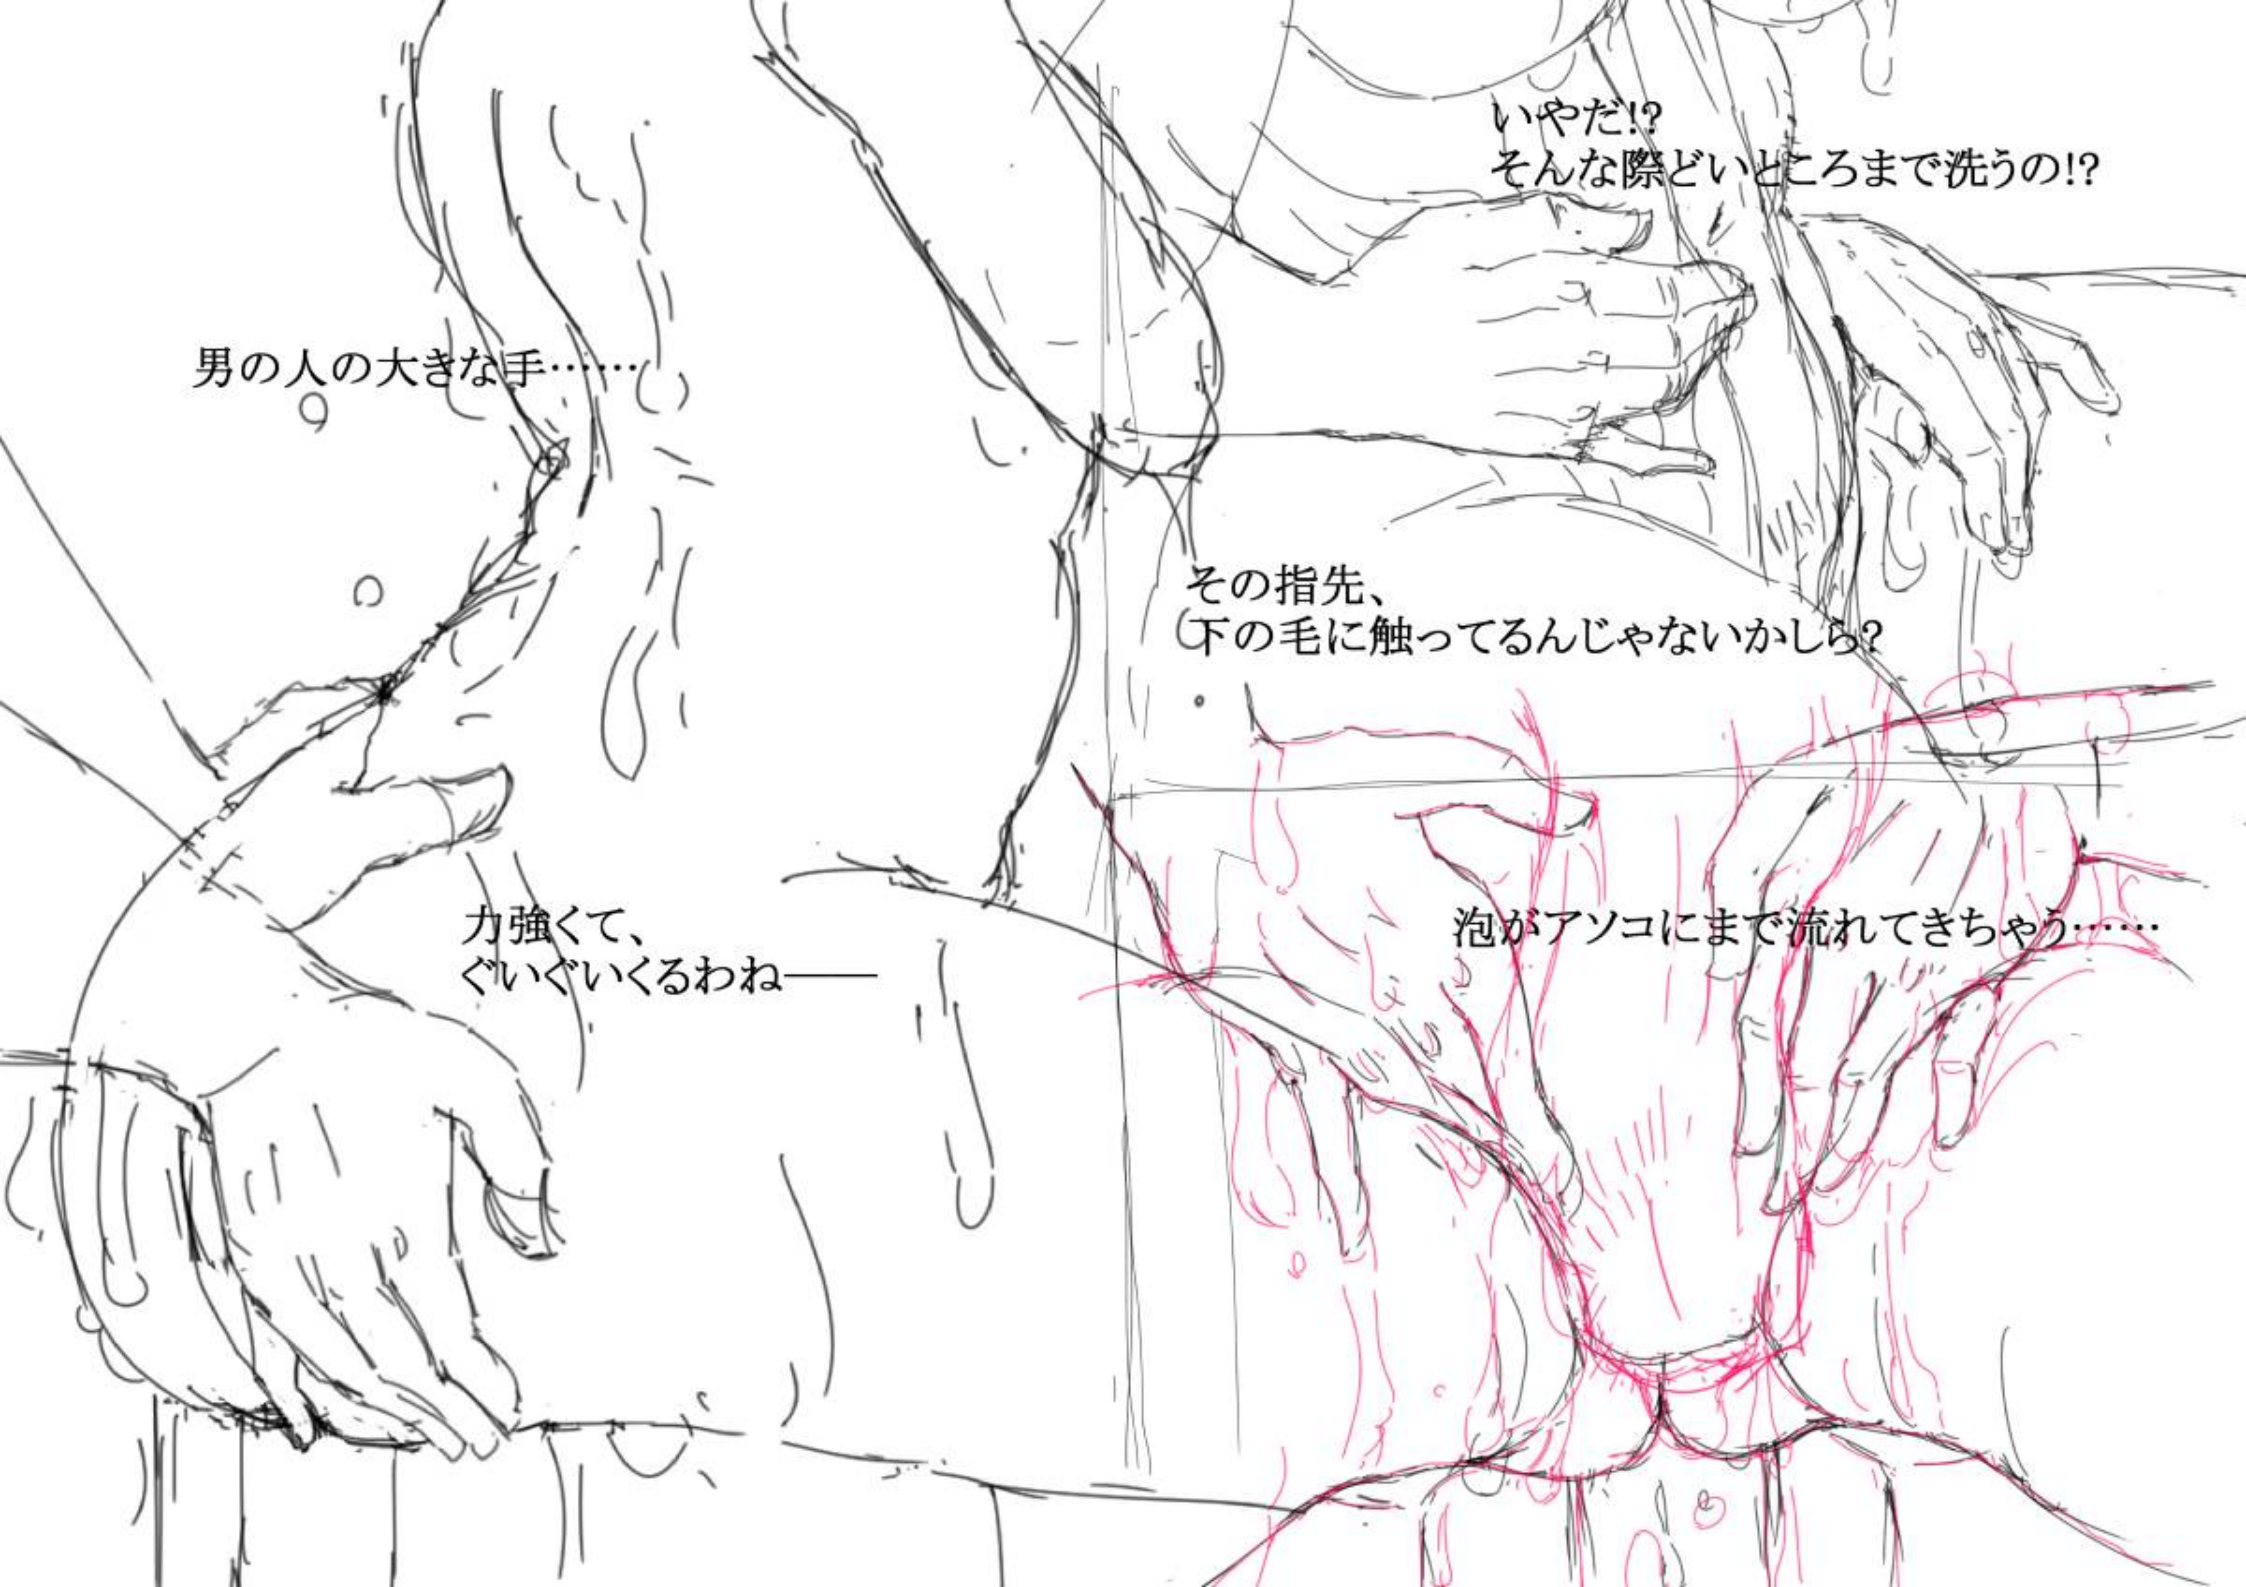 いやだ!?
そんな際どいところまで洗うの!?
男の人の大きな手……
その指先、
下の毛に触ってるんじゃないかしら?
力強くて、
ぐいぐいくるわね――
泡がアソコにまで流れてきちゃう……